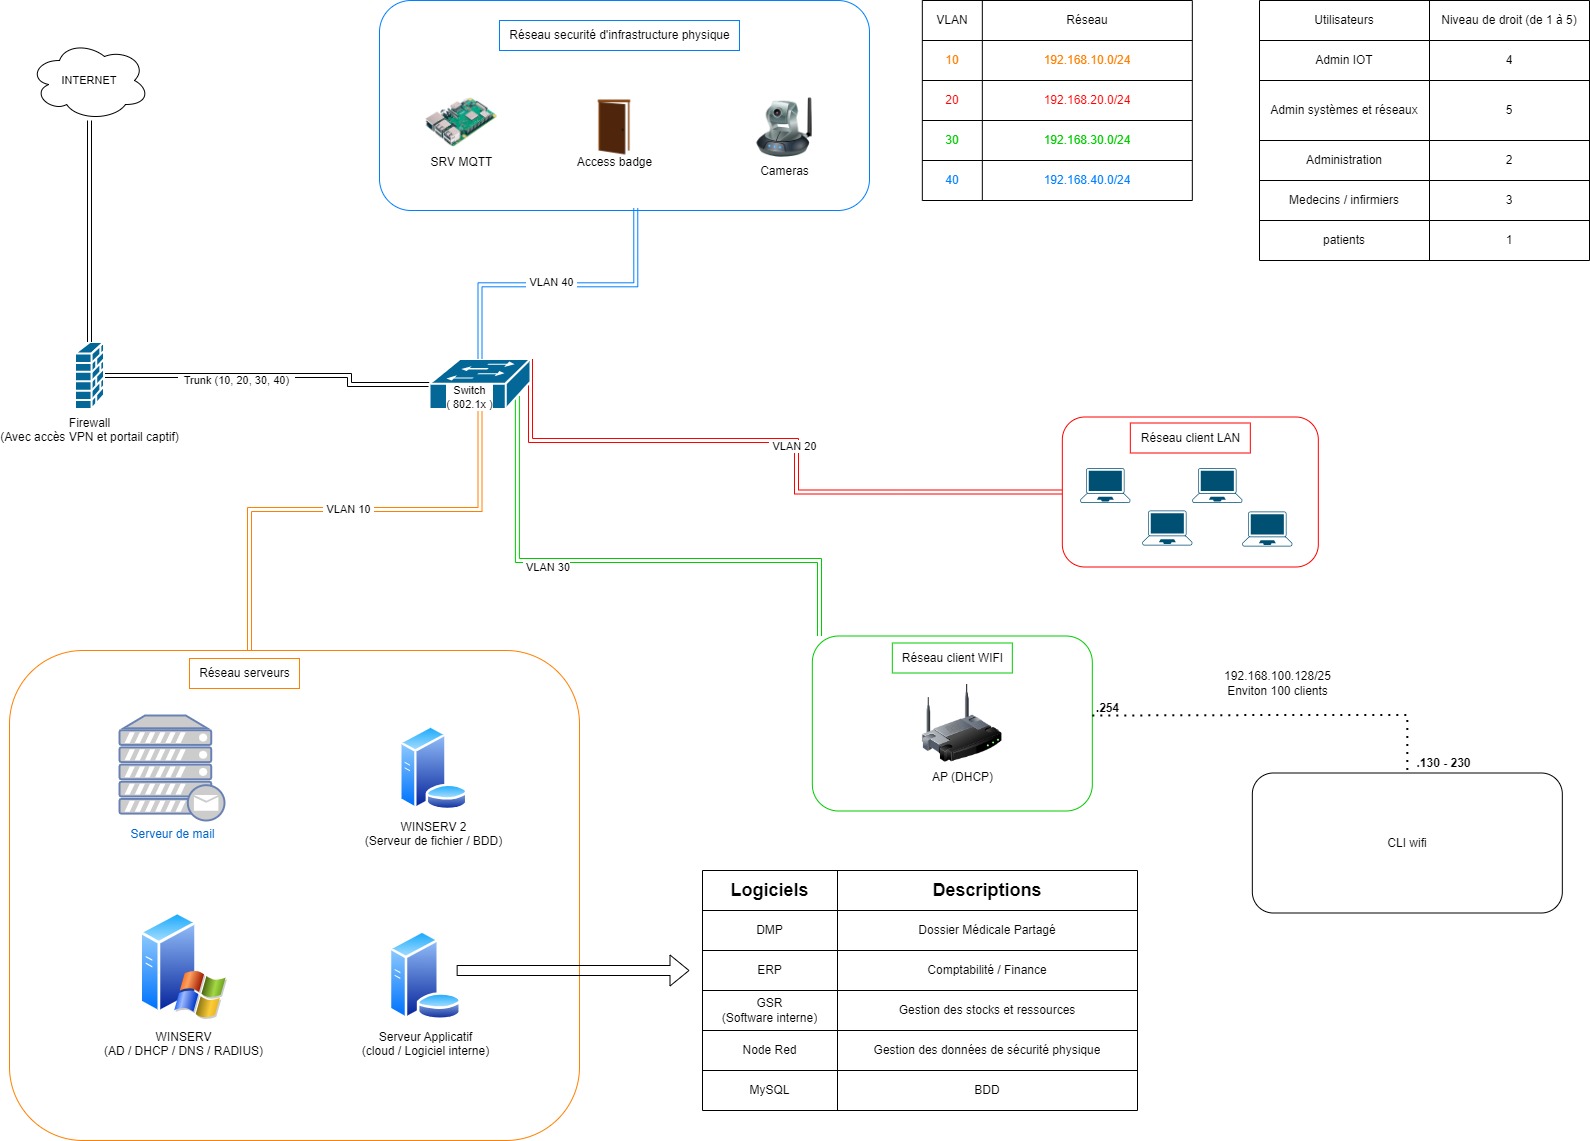 Réseau securité d'infrastructure physique
INTERNET
SRV MQTT
Access badge
Cameras
VLAN
Réseau
10
192.168.10.0/24
20
192.168.20.0/24
30
192.168.30.0/24
40
192.168.40.0/24
Utilisateurs
Niveau de droit (de 1 à 5)
Admin IOT
4
Admin systèmes et réseaux
5
Administration
2
Medecins / infirmiers
3
patients
1
VLAN 40
Trunk (10, 20, 30, 40)
Switch
( 802.1x )
Firewall
(Avec accès VPN et portail captif)
VLAN 20
Réseau client LAN
VLAN 10
VLAN 30
Réseau serveurs
Serveur de mail
WINSERV 2
(Serveur de fichier / BDD)
WINSERV
(AD / DHCP / DNS / RADIUS)
Serveur Applicatif
(cloud / Logiciel interne)
Réseau client WIFI
AP (DHCP)
192.168.100.128/25
Environ 100 clients
.254
.130 - 230
CLI wifi
Logiciels
Descriptions
DMP
Dossier Médicale Partagé
ERP
Comptabilité / Finance
GSR
(Software interne)
Gestion des stocks et ressources
Node Red
Gestion des données de sécurité physique
MySQL
BDD